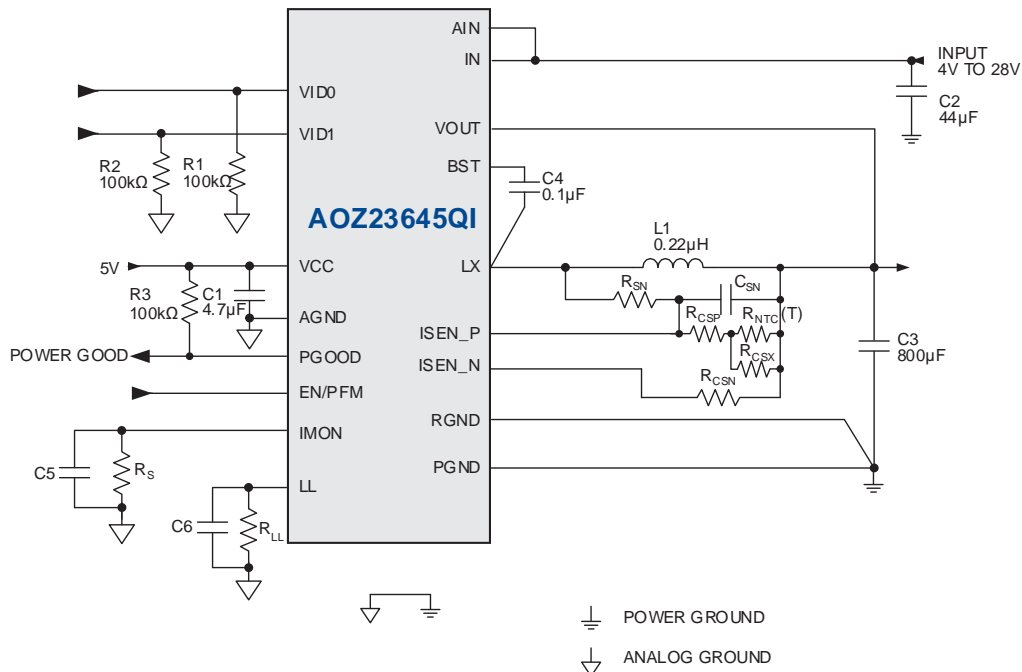 AIN
IN
INPUT
4V TO 28V
C2
44µF
VID0
VID1
VOUT
R2
100kΩ
R1
100kΩ
BST
C4
0.1µF
AOZ23645QI
L1
0.22µH
5V
VCC
LX
RSN
CSN
R3
100kΩ
C1
4.7µF
AGND
ISEN_P
RCSP
RNTC(T)
POWER GOOD
PGOOD
ISEN_N
RCSX
C3
800µF
EN/PFM
RCSN
IMON
RGND
C5
RS
PGND
LL
C6
RLL
POWER GROUND
ANALOG GROUND